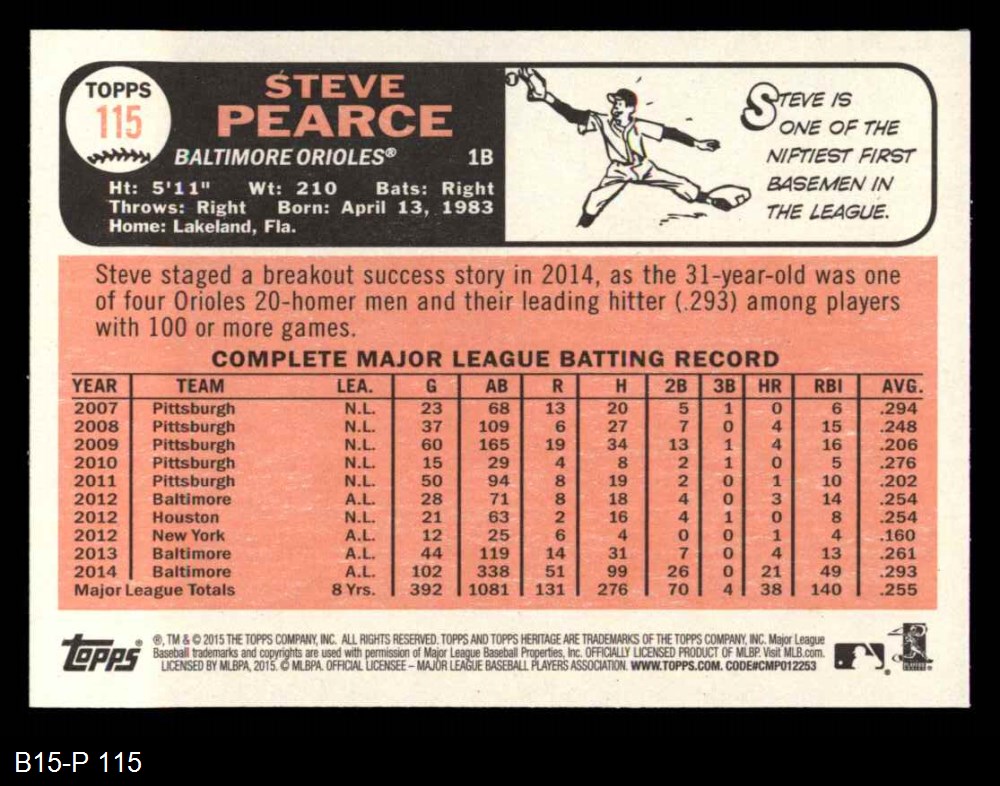 TOPPS
115
STEVE
PEARCE
BALTIMORE ORIOLES® 1B
Ht: 5'11" Wt: 210 Bats: Right
Throws: Right Born: April 13, 1983
Home: Lakeland, Fla.
STEVE IS
ONE OF THE
NIFTIEST FIRST
BASEMEN IN
THE LEAGUE.
Steve staged a breakout success story in 2014, as the 31-year-old was one
of four Orioles 20-homer men and their leading hitter (.293) among players
with 100 or more games.
COMPLETE MAJOR LEAGUE BATTING RECORD
YEAR TEAM LEA. G AB R H 2B 3B HR RBI AVG.
2007 Pittsburgh N.L. 23 68 13 20 5 1 0 6 .294
2008 Pittsburgh N.L. 37 109 6 27 7 0 4 15 .248
2009 Pittsburgh N.L. 60 165 19 34 13 1 4 16 .206
2010 Pittsburgh N.L. 15 29 4 8 2 1 0 5 .276
2011 Pittsburgh N.L. 50 94 8 19 2 0 1 10 .202
2012 Baltimore A.L. 28 71 8 18 4 0 3 14 .254
2012 Houston N.L. 21 63 2 16 4 1 0 8 .254
2012 New York A.L. 12 25 6 4 0 0 1 4 .160
2013 Baltimore A.L. 44 119 14 31 7 0 4 13 .261
2014 Baltimore A.L. 102 338 51 99 26 0 21 49 .293
Major League Totals 8 Yrs. 392 1081 131 276 70 4 38 140 .255
Topps®
®, TM & © 2015 THE TOPPS COMPANY, INC. ALL RIGHTS RESERVED. TOPPS AND TOPPS HERITAGE ARE TRADEMARKS OF THE TOPPS COMPANY, INC. Major League
Baseball trademarks and copyrights are used with permission of Major League Baseball Properties, Inc. OFFICIALLY LICENSED PRODUCT OF MLBP. Visit MLB.com.
LICENSED BY MLBPA, 2015. © MLBPA. OFFICIAL LICENSEE – MAJOR LEAGUE BASEBALL PLAYERS ASSOCIATION. WWW.TOPPS.COM. CODE#CMP012253
B15-P 115